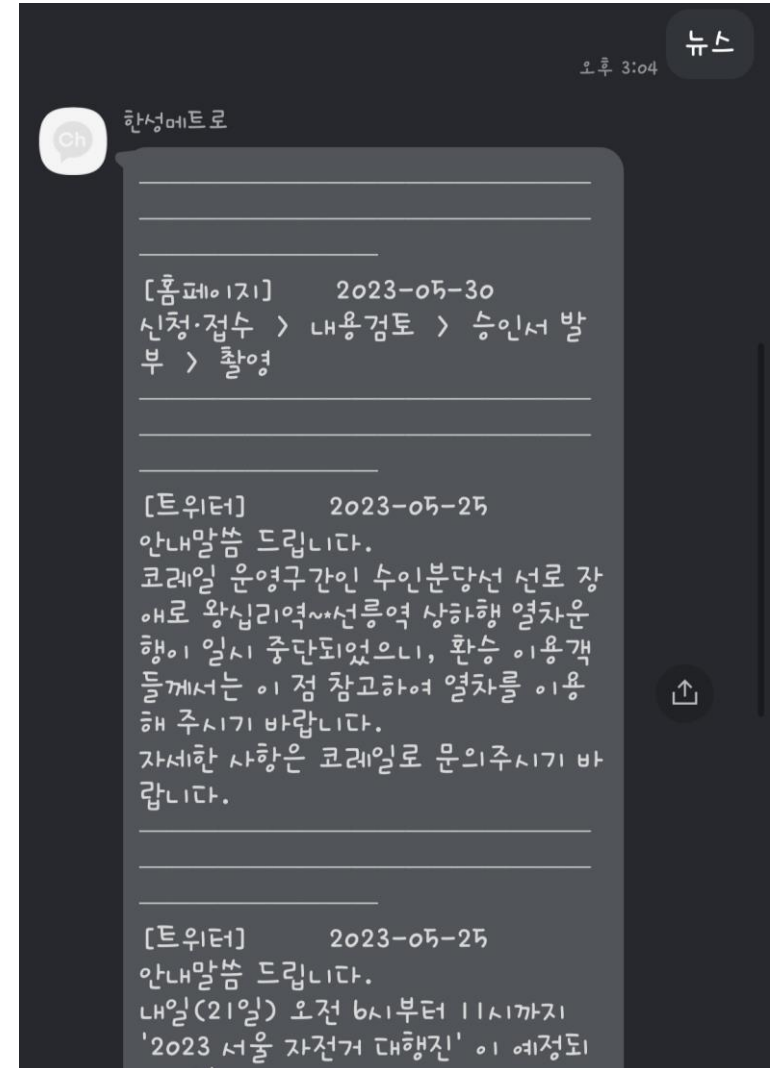 뉴스
오후 3:04
Ch
한성메트로
[홈페이지] 2023-05-30
신청·접수 > 내용검토 > 승인서 발
부 > 촬영
[트위터] 2023-05-25
안내말씀 드립니다.
코레일 운영구간인 수인분당선 선로 장
애로 왕십리역~선릉역 상하행 열차운
행이 일시 중단되었으니, 환승 이용객
들께서는 이 점 참고하여 열차를 이용
해 주시기 바랍니다.
자세한 사항은 코레일로 문의주시기 바
랍니다.
[트위터] 2023-05-25
안내말씀 드립니다.
내일(21일) 오전 6시부터 11시까지
'2023 서울 자전거 대행진' 이 예정되